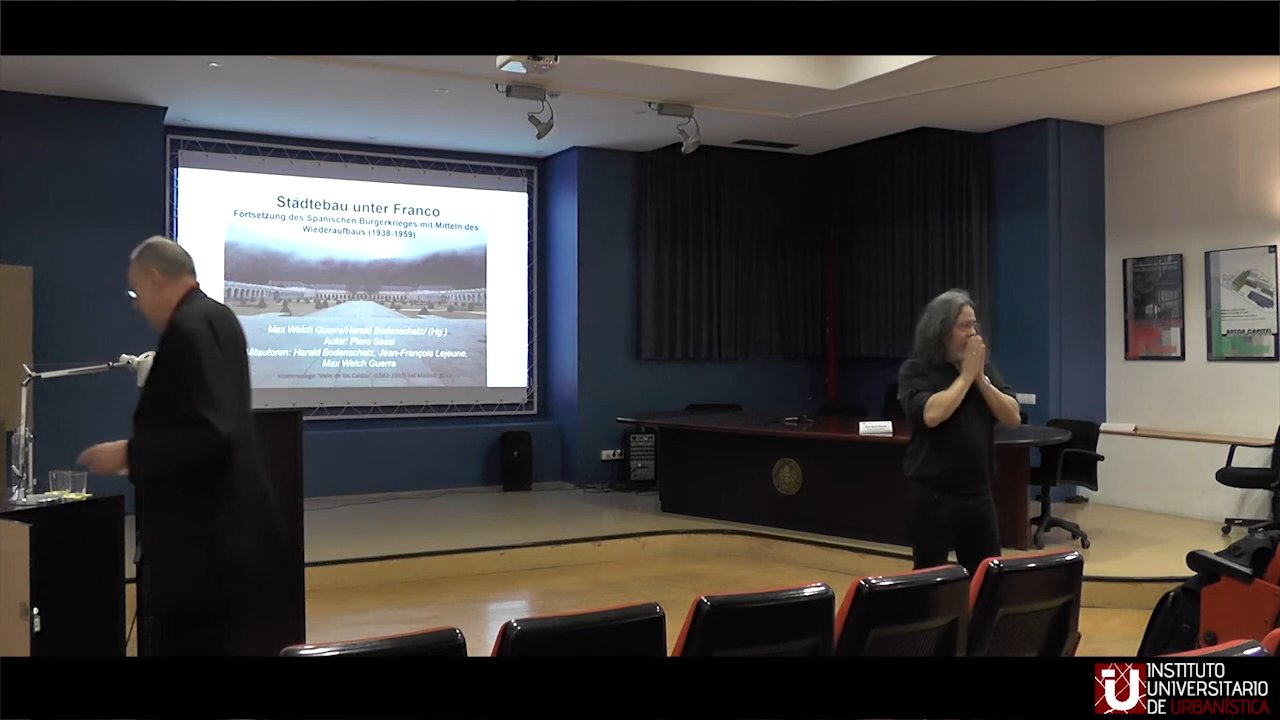 Städtebau unter Franco
Fortsetzung des Spanischen Bürgerkrieges mit Mitteln des
Wiederaufbaus (1938-1959)
Max Welch Guerra/Harald Bodenschatz/ (Hg.)
Autor: Piero Sassi
Mitautoren: Harald Bodenschatz, Jean-François Lejeune,
Max Welch Guerra
INSTITUTO
UNIVERSITARIO
DE URBANÍSTICA